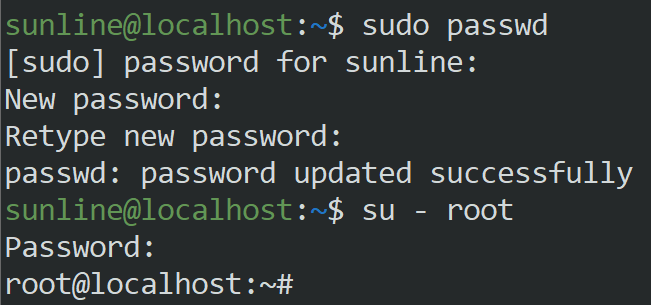 sunline@localhost:~$ sudo passwd
[sudo] password for sunline:
New password:
Retype new password:
passwd: password updated successfully
sunline@localhost:~$ su - root
Password:
root@localhost:~#